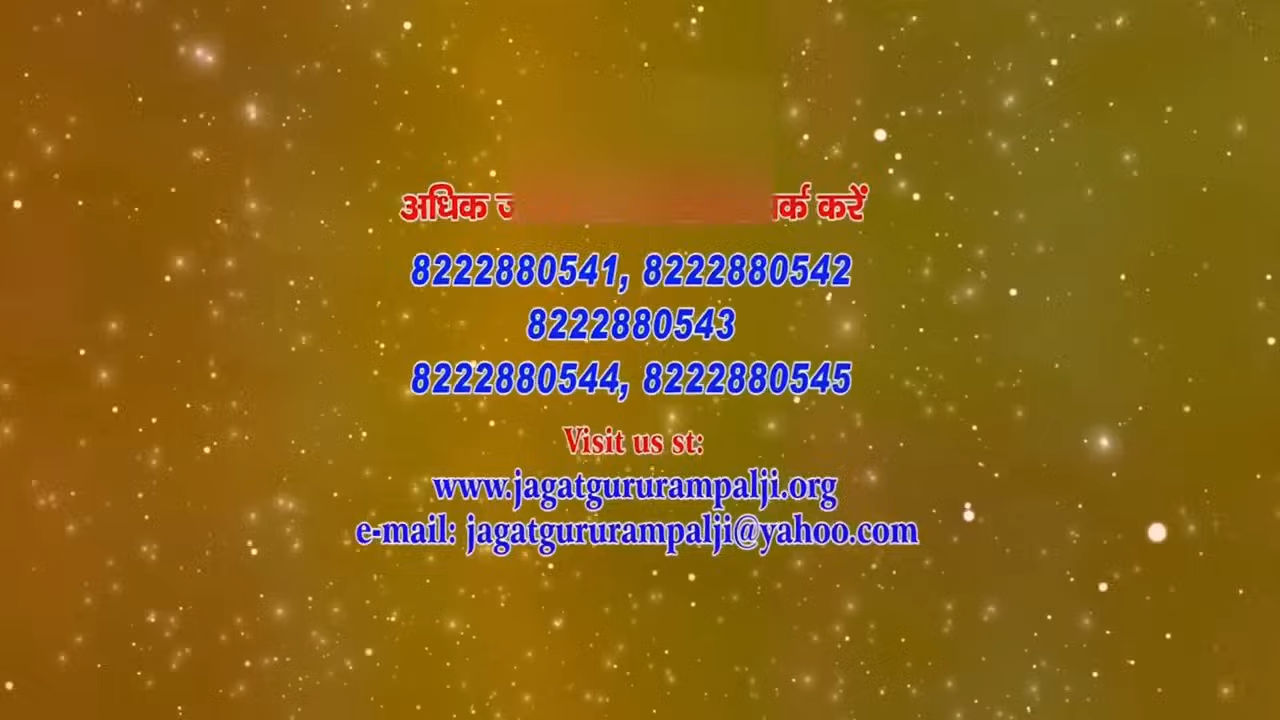 अधिक करें
8222880541, 8222880542
8222880543
8222880544, 8222880545
Visit us st:
www.jagatgururampalji.org
e-mail: jagatgururampalji@yahoo.com